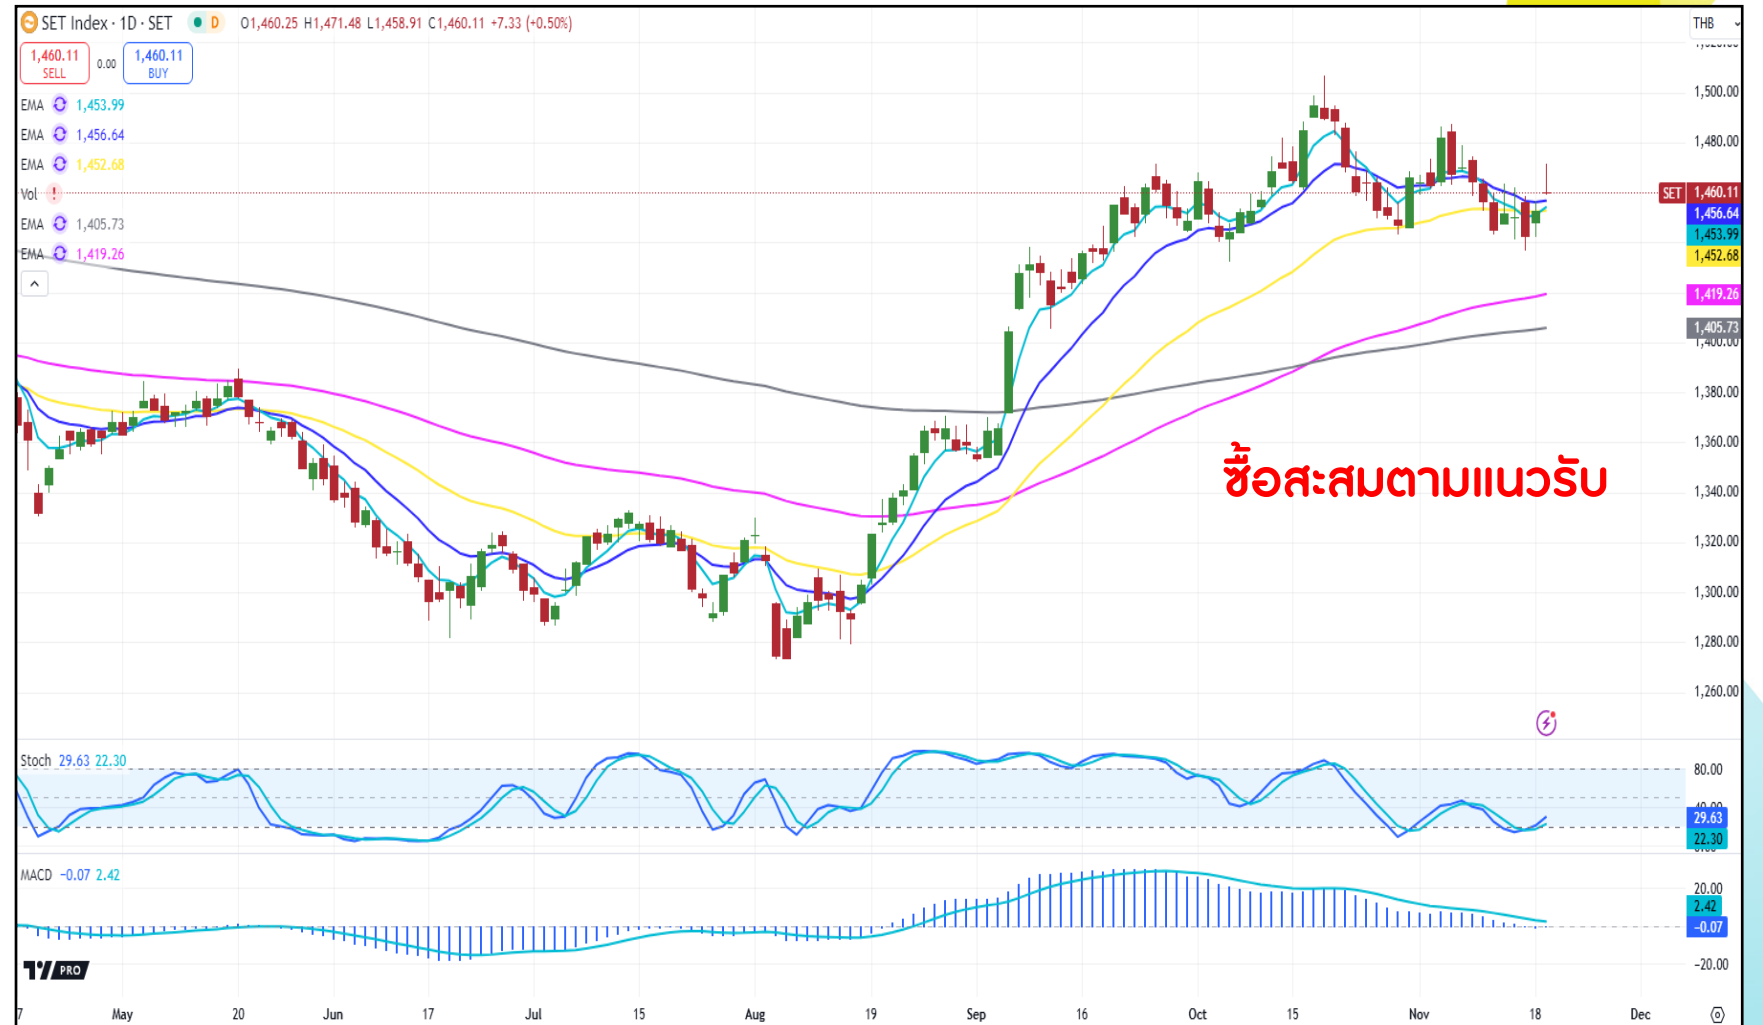 SET Index · 1D · SET D O1,460.25 H1,471.48 L1,458.91 C1,460.11 +7.33 (+0.50%)
THB
1,460.11 0.00 1,460.11
SELL BUY
EMA 1,453.99
EMA 1,456.64
EMA 1,452.68
Vol !
EMA 1,405.73
EMA 1,419.26
1,500.00
1,480.00
SET 1,460.11
1,456.64
1,453.99
1,452.68
1,419.26
1,405.73
1,400.00
1,380.00
1,360.00
1,340.00
1,320.00
1,300.00
1,280.00
1,260.00
ซื้อสะสมตามแนวรับ
Stoch 29.63 22.30
80.00
40.00
29.63
22.30
MACD −0.07 2.42
20.00
2.42
−0.07
−20.00
PRO
7 May 20 Jun 17 Jul 15 Aug 19 Sep 16 Oct 15 Nov 18 Dec